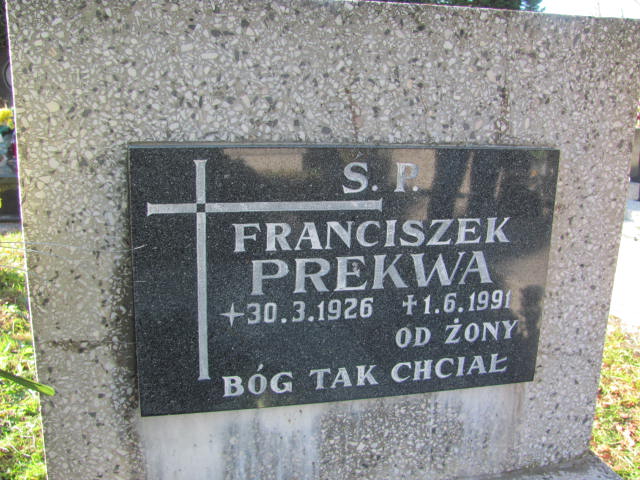 S. P.
FRANCISZEK
PREKWA
30.3.1926 †1.6.1991
OD ŻONY
BÓG TAK CHCIAŁ